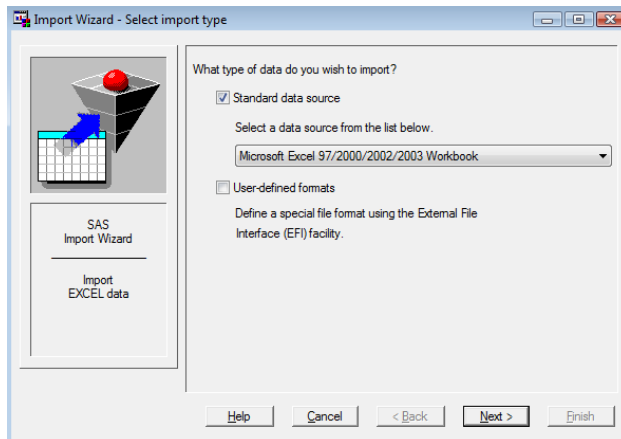 Import Wizard - Select import type
What type of data do you wish to import?
Standard data source
Select a data source from the list below.
Microsoft Excel 97/2000/2002/2003 Workbook
User-defined formats
Define a special file format using the External File
Interface (EFI) facility.
SAS
Import Wizard
Import
EXCEL data
Help
Cancel
< Back
Next >
Finish